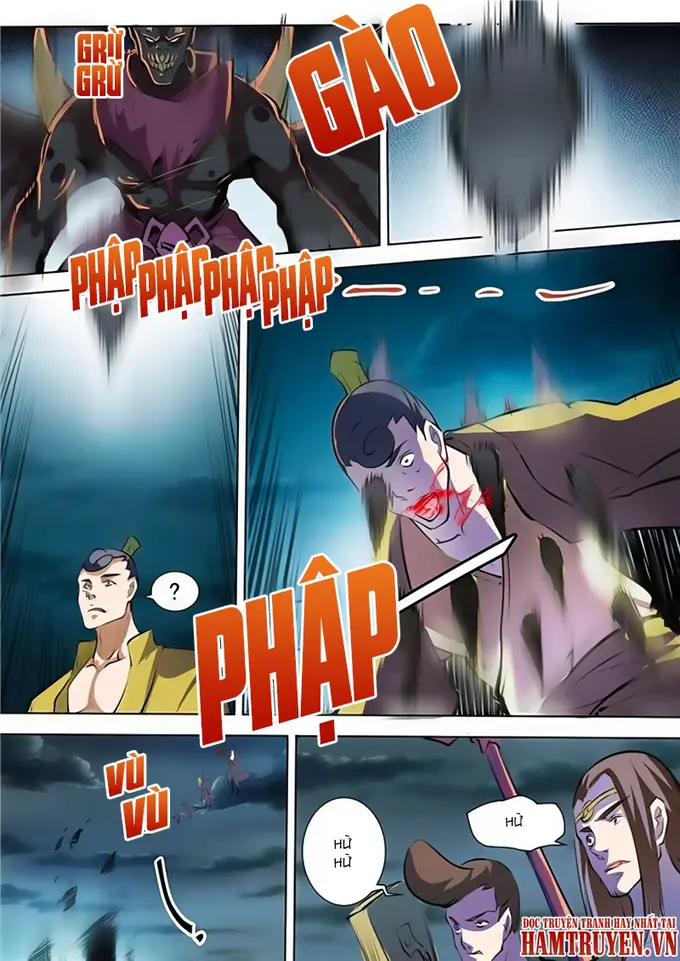 GRỪ
GRỪ
GÀO
PHẬP
PHẬP
PHẬP
PHẬP
?
PHẬP
VÙ
VÙ
HỪ
HỪ
HỪ
ĐỌC TRUYỆN TRANH HAY NHẤT TẠI
HAMTRUYEN.VN